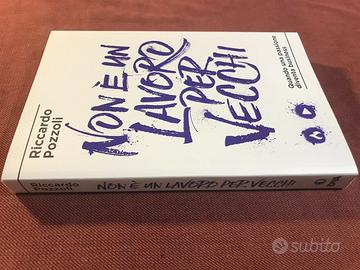 Riccardo
Pozzoli
NON È UN
LAVORO
PER
VECCHI
Quando una passione
diventa business
Riccardo
Pozzoli
NON È UN LAVORO PER VECCHI
subito